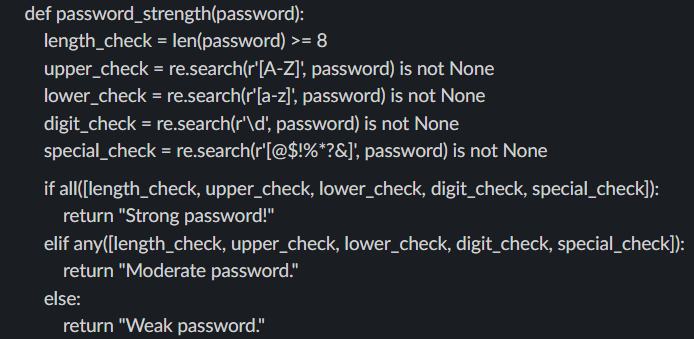 def password_strength(password):
length_check = len(password) >= 8
upper_check = re.search(r'[A-Z]', password) is not None
lower_check = re.search(r'[a-z]', password) is not None
digit_check = re.search(r'\d', password) is not None
special_check = re.search(r'[@$!%*?&]', password) is not None
if all([length_check, upper_check, lower_check, digit_check, special_check]):
return "Strong password!"
elif any([length_check, upper_check, lower_check, digit_check, special_check]):
return "Moderate password."
else:
return "Weak password."